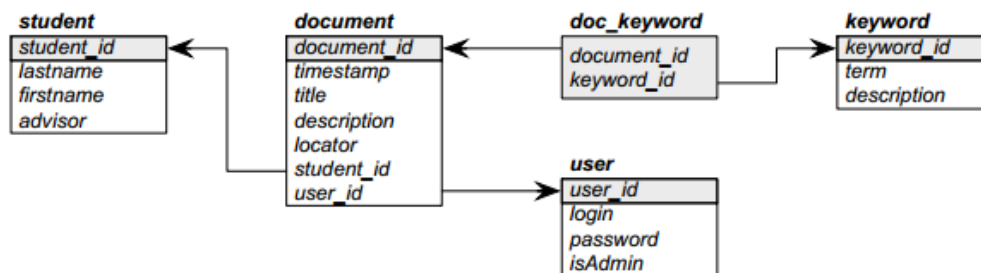 student
student_id
lastname
firstname
advisor
document
document_id
timestamp
title
description
locator
student_id
user_id
doc_keyword
document_id
keyword_id
keyword
keyword_id
term
description
user
user_id
login
password
isAdmin